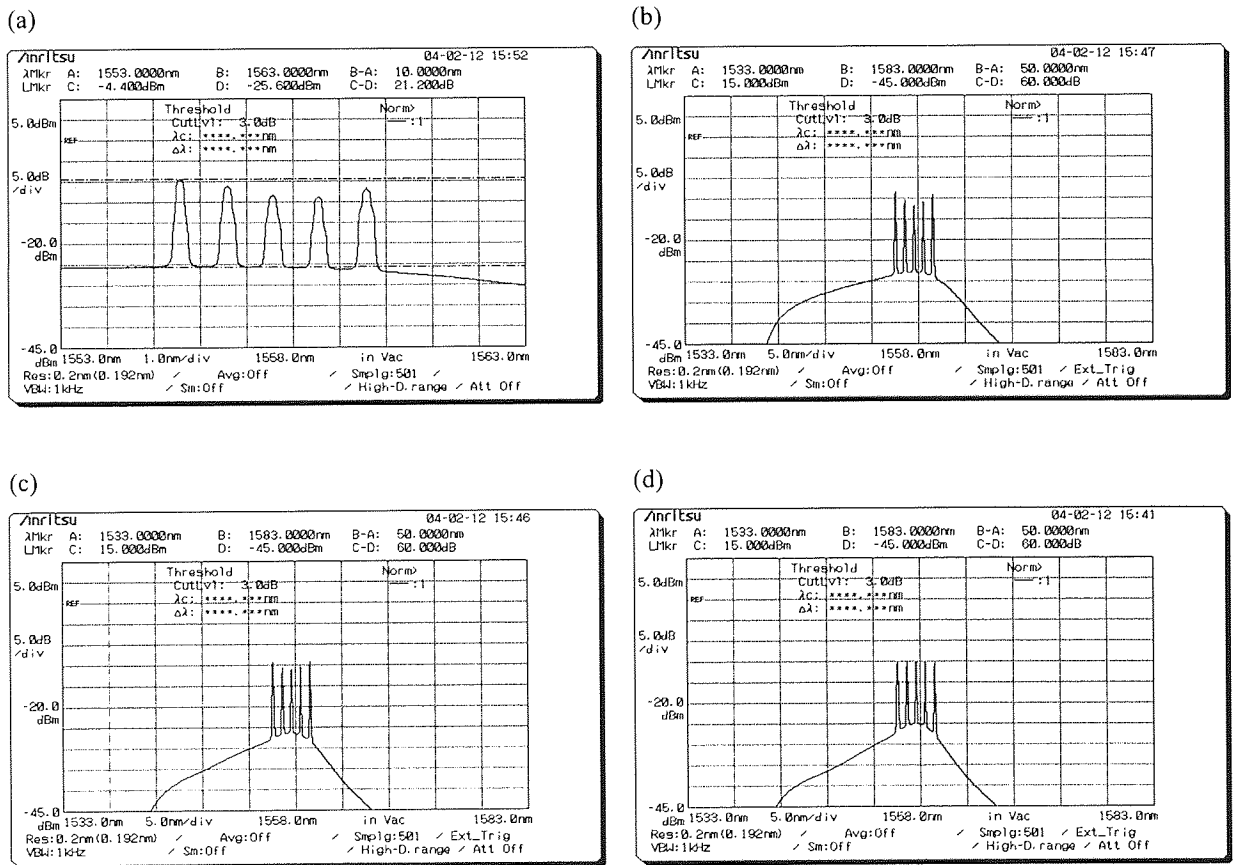 (a)
Anritsu 04-02-12 15:52
λMkr A: 1553.0000nm B: 1563.0000nm B-A: 10.0000nm
LMkr C: -4.400dBm D: -25.600dBm C-D: 21.200dB
Threshold Norm>
CutLvl: 3.0dB ——:1
5.0dBm
REF
λc: ****.***nm
Δλ: ****.***nm
5.0dB
/div
-20.0
dBm
-45.0
dBm
1553.0nm 1.0nm/div 1558.0nm in Vac 1563.0nm
Res:0.2nm(0.192nm) / Avg:Off / Smplg:501 /
VBW:1kHz / Sm:Off / High-D.range / Att Off
(b)
Anritsu 04-02-12 15:47
λMkr A: 1533.0000nm B: 1583.0000nm B-A: 50.0000nm
LMkr C: 15.000dBm D: -45.000dBm C-D: 60.000dB
Threshold Norm>
CutLvl: 3.0dB ——:1
5.0dBm
REF
λc: ****.***nm
Δλ: ****.***nm
5.0dB
/div
-20.0
dBm
-45.0
dBm
1533.0nm 5.0nm/div 1558.0nm in Vac 1583.0nm
Res:0.2nm(0.192nm) / Avg:Off / Smplg:501 / Ext_Trig
VBW:1kHz / Sm:Off / High-D.range / Att Off
(c)
Anritsu 04-02-12 15:46
λMkr A: 1533.0000nm B: 1583.0000nm B-A: 50.0000nm
LMkr C: 15.000dBm D: -45.000dBm C-D: 60.000dB
Threshold Norm>
CutLvl: 3.0dB ——:1
5.0dBm
REF
λc: ****.***nm
Δλ: ****.***nm
5.0dB
/div
-20.0
dBm
-45.0
dBm
1533.0nm 5.0nm/div 1558.0nm in Vac 1583.0nm
Res:0.2nm(0.192nm) / Avg:Off / Smplg:501 / Ext_Trig
VBW:1kHz / Sm:Off / High-D.range / Att Off
(d)
Anritsu 04-02-12 15:41
λMkr A: 1533.0000nm B: 1583.0000nm B-A: 50.0000nm
LMkr C: 15.000dBm D: -45.000dBm C-D: 60.000dB
Threshold Norm>
CutLvl: 3.0dB ——:1
5.0dBm
REF
λc: ****.***nm
Δλ: ****.***nm
5.0dB
/div
-20.0
dBm
-45.0
dBm
1533.0nm 5.0nm/div 1558.0nm in Vac 1583.0nm
Res:0.2nm(0.192nm) / Avg:Off / Smplg:501 / Ext_Trig
VBW:1kHz / Sm:Off / High-D.range / Att Off